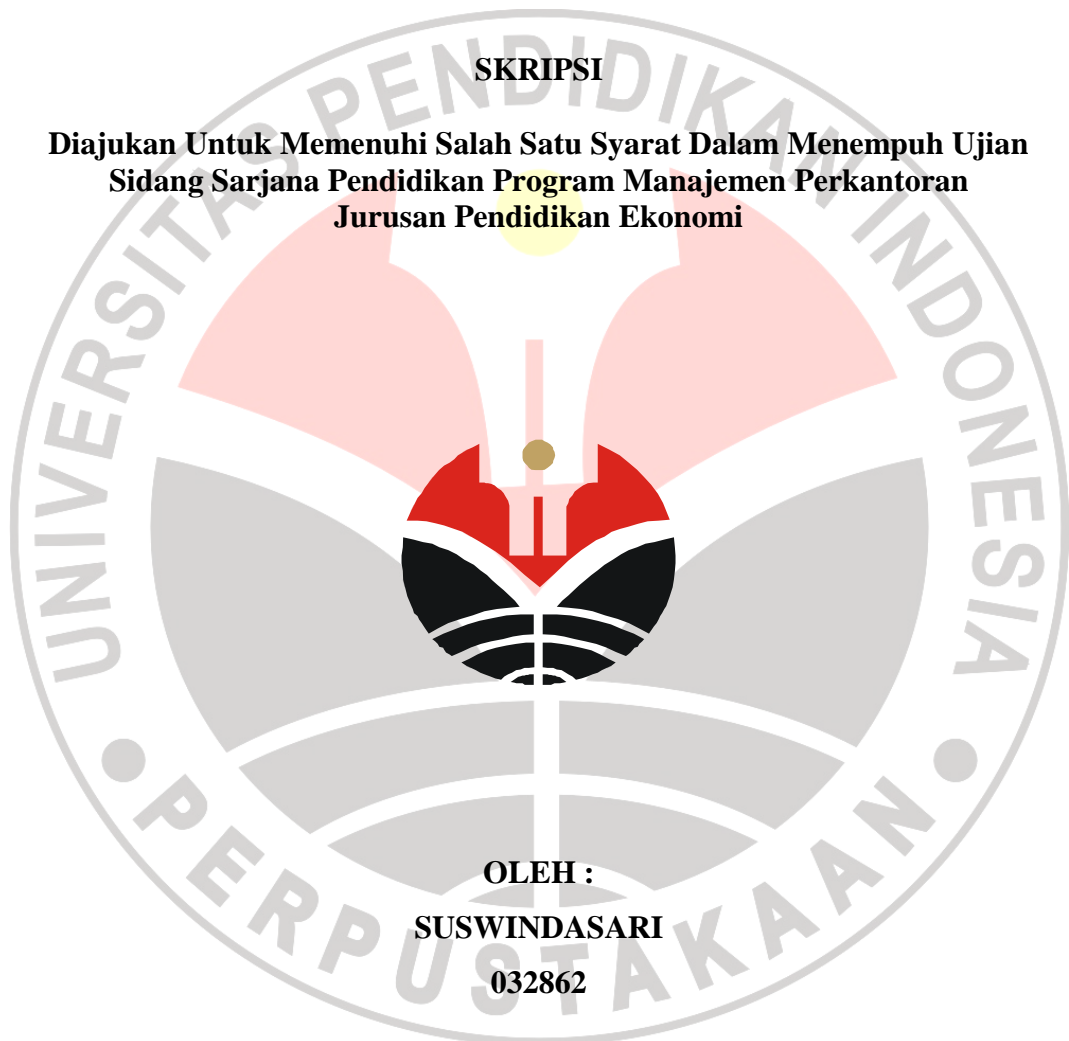 SKRIPSI
Diajukan Untuk Memenuhi Salah Satu Syarat Dalam Menempuh Ujian
Sidang Sarjana Pendidikan Program Manajemen Perkantoran
Jurusan Pendidikan Ekonomi
UNIVERSITAS PENDIDIKAN INDONESIA
PERPUSTAKAAN
OLEH :
SUSWINDASARI
032862